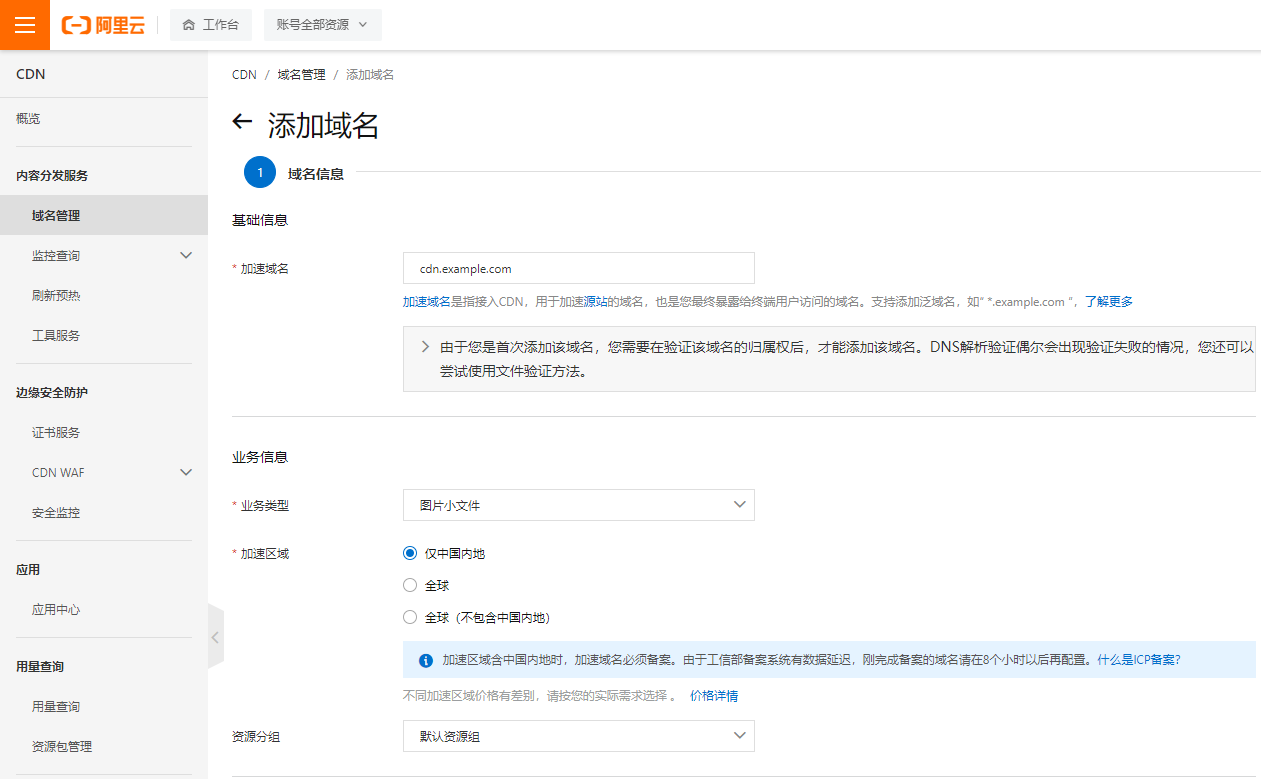 阿里云 工作台 账号全部资源
CDN
概览
内容分发服务
域名管理
监控查询
刷新预热
工具服务
边缘安全防护
证书服务
CDN WAF
安全监控
应用
应用中心
用量查询
用量查询
资源包管理
CDN / 域名管理 / 添加域名
添加域名
1 域名信息
基础信息
* 加速域名 cdn.example.com
加速域名是指接入CDN，用于加速源站的域名，也是您最终暴露给终端用户访问的域名。支持添加泛域名，如“ *.example.com ”，了解更多
由于您是首次添加该域名，您需要在验证该域名的归属权后，才能添加该域名。DNS解析验证偶尔会出现验证失败的情况，您还可以
尝试使用文件验证方法。
业务信息
* 业务类型 图片小文件
* 加速区域 仅中国内地
全球
全球（不包含中国内地）
加速区域含中国内地时，加速域名必须备案。由于工信部备案系统有数据延迟，刚完成备案的域名请在8个小时以后再配置。什么是ICP备案?
不同加速区域价格有差别，请按您的实际需求选择 。 价格详情
资源分组 默认资源组